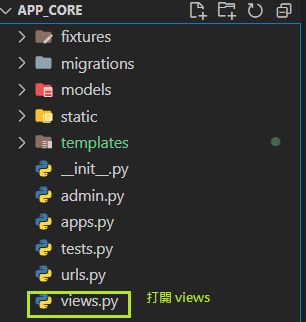 APP_CORE
fixtures
migrations
models
static
templates
__init__.py
admin.py
apps.py
tests.py
urls.py
views.py 打開 views